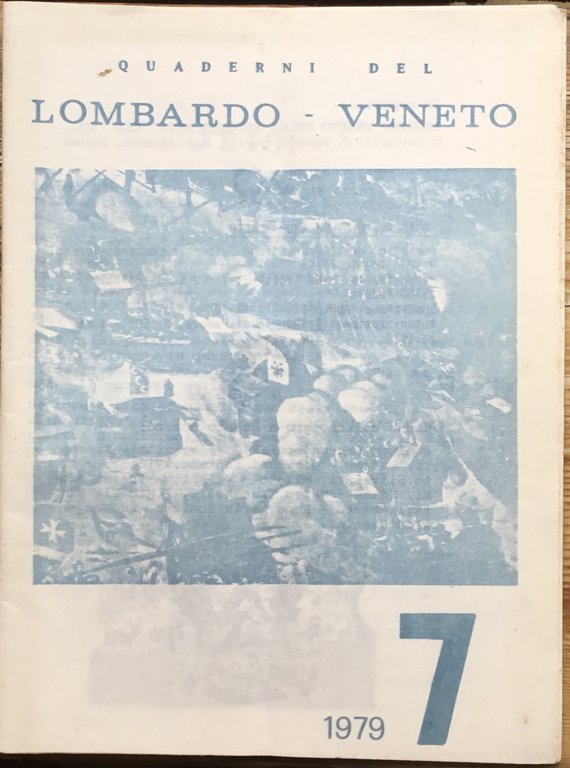 QUADERNI DEL
LOMBARDO - VENETO
1979 7